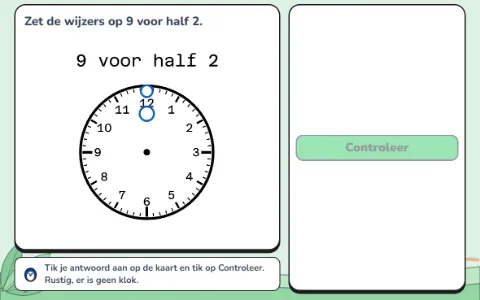 Zet de wijzers op 9 voor half 2.
9 voor half 2
12
1
2
3
4
5
6
7
8
9
10
11
Controleer
Tik je antwoord aan op de kaart en tik op Controleer.
Rustig, er is geen klok.